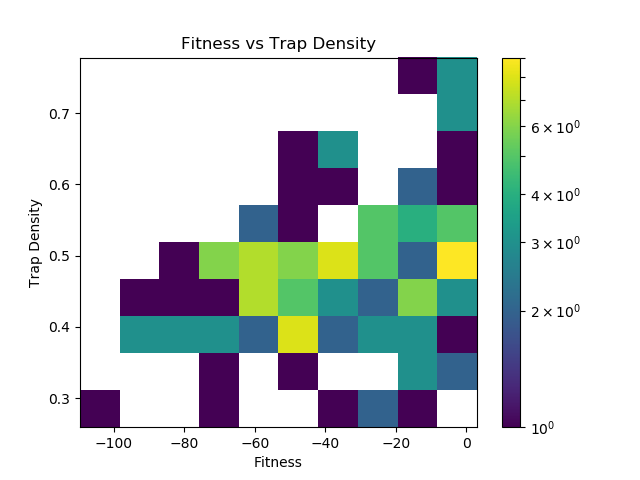 Fitness vs Trap Density
Trap Density
0.7
0.6
0.5
0.4
0.3
−100
−80
−60
−40
−20
0
Fitness
6 × 10⁰
4 × 10⁰
3 × 10⁰
2 × 10⁰
10⁰